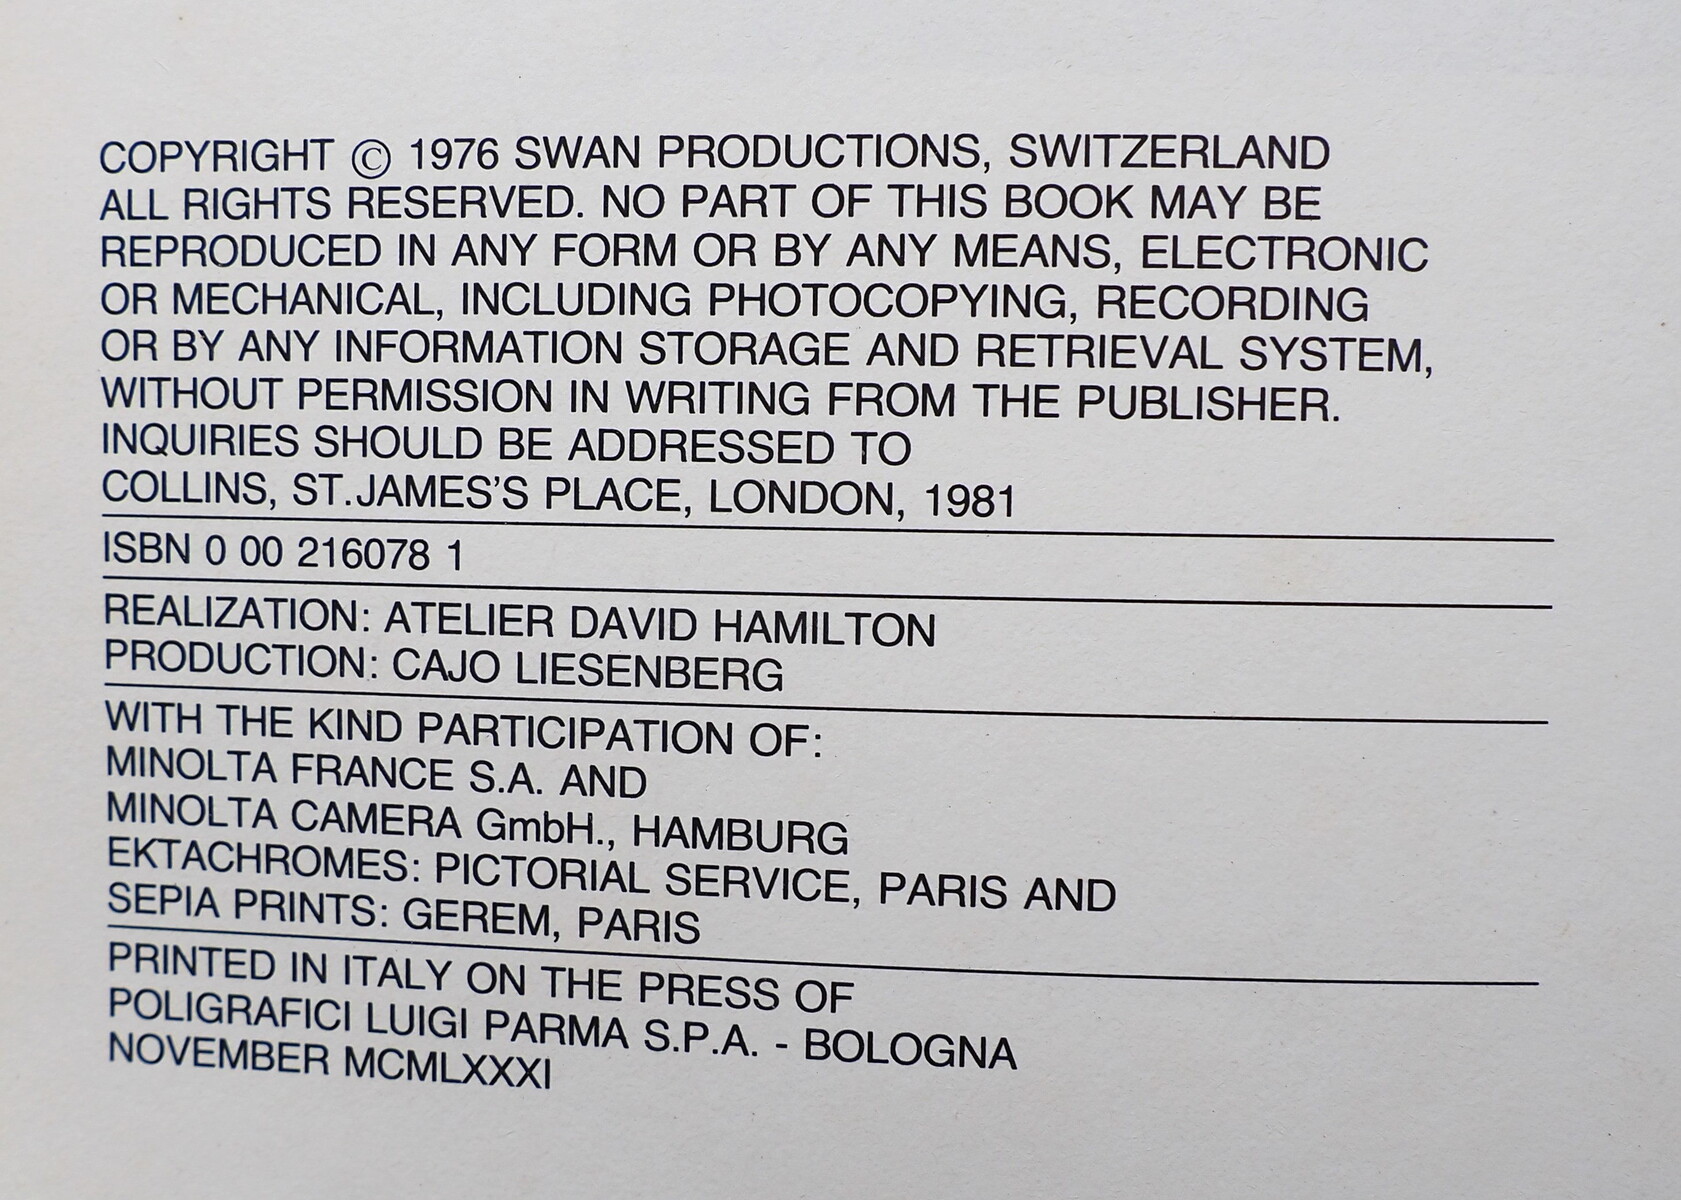 COPYRIGHT © 1976 SWAN PRODUCTIONS, SWITZERLAND
ALL RIGHTS RESERVED. NO PART OF THIS BOOK MAY BE
REPRODUCED IN ANY FORM OR BY ANY MEANS, ELECTRONIC
OR MECHANICAL, INCLUDING PHOTOCOPYING, RECORDING
OR BY ANY INFORMATION STORAGE AND RETRIEVAL SYSTEM,
WITHOUT PERMISSION IN WRITING FROM THE PUBLISHER.
INQUIRIES SHOULD BE ADDRESSED TO
COLLINS, ST.JAMES'S PLACE, LONDON, 1981
ISBN 0 00 216078 1
REALIZATION: ATELIER DAVID HAMILTON
PRODUCTION: CAJO LIESENBERG
WITH THE KIND PARTICIPATION OF:
MINOLTA FRANCE S.A. AND
MINOLTA CAMERA GmbH., HAMBURG
EKTACHROMES: PICTORIAL SERVICE, PARIS AND
SEPIA PRINTS: GEREM, PARIS
PRINTED IN ITALY ON THE PRESS OF
POLIGRAFICI LUIGI PARMA S.P.A. - BOLOGNA
NOVEMBER MCMLXXXI